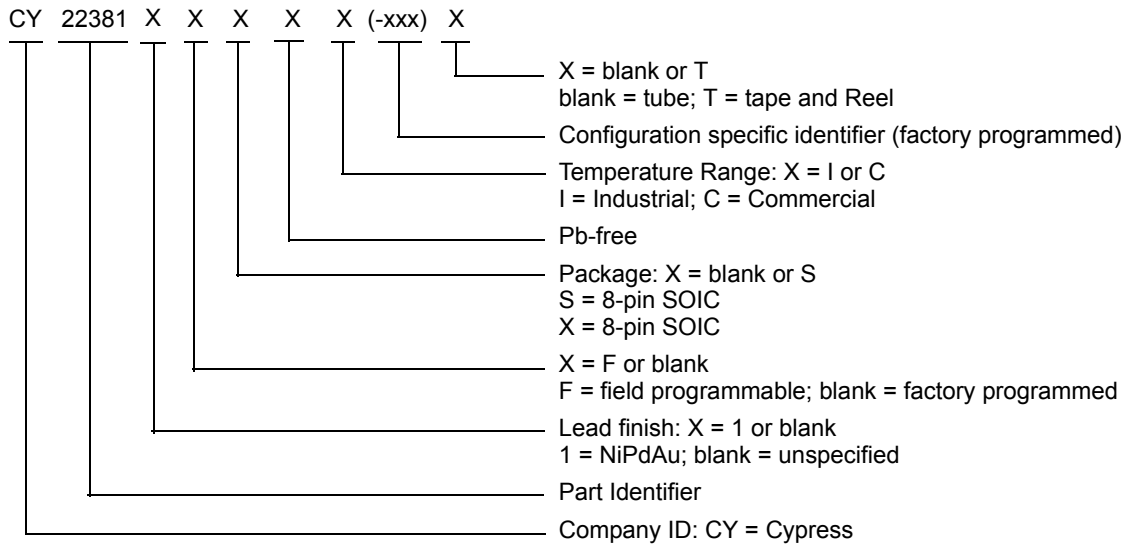 CY 22381 X X X X X (-xxx) X
X = blank or T
blank = tube; T = tape and Reel
Configuration specific identifier (factory programmed)
Temperature Range: X = I or C
I = Industrial; C = Commercial
Pb-free
Package: X = blank or S
S = 8-pin SOIC
X = 8-pin SOIC
X = F or blank
F = field programmable; blank = factory programmed
Lead finish: X = 1 or blank
1 = NiPdAu; blank = unspecified
Part Identifier
Company ID: CY = Cypress